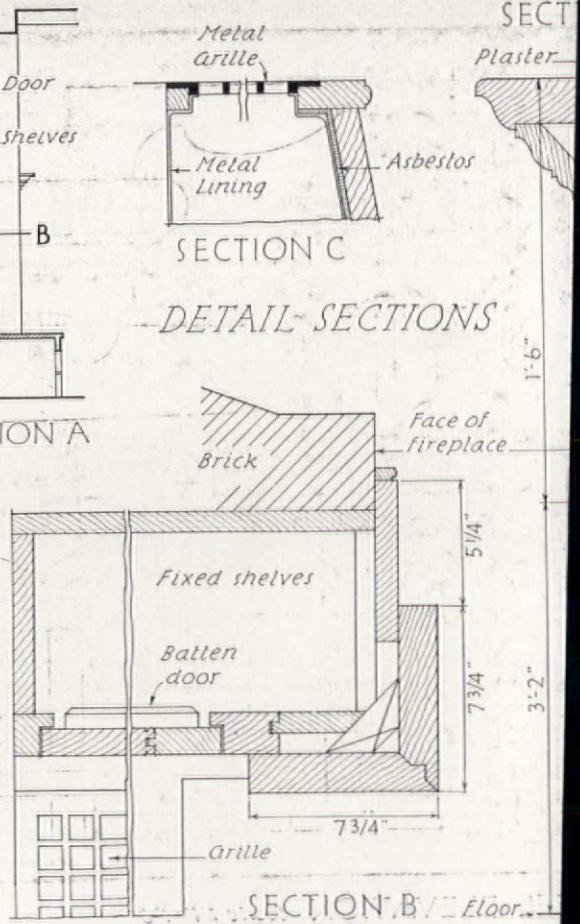 SECT
Metal
Grille
Plaster
Door
Shelves
Metal
Lining
Asbestos
B
SECTION C
DETAIL SECTIONS
1'-6"
ION A
Face of
fireplace
Brick
5 1/4"
Fixed shelves
Batten
door
7 3/4"
3'-2"
7 3/4"
Grille
SECTION B
Floor